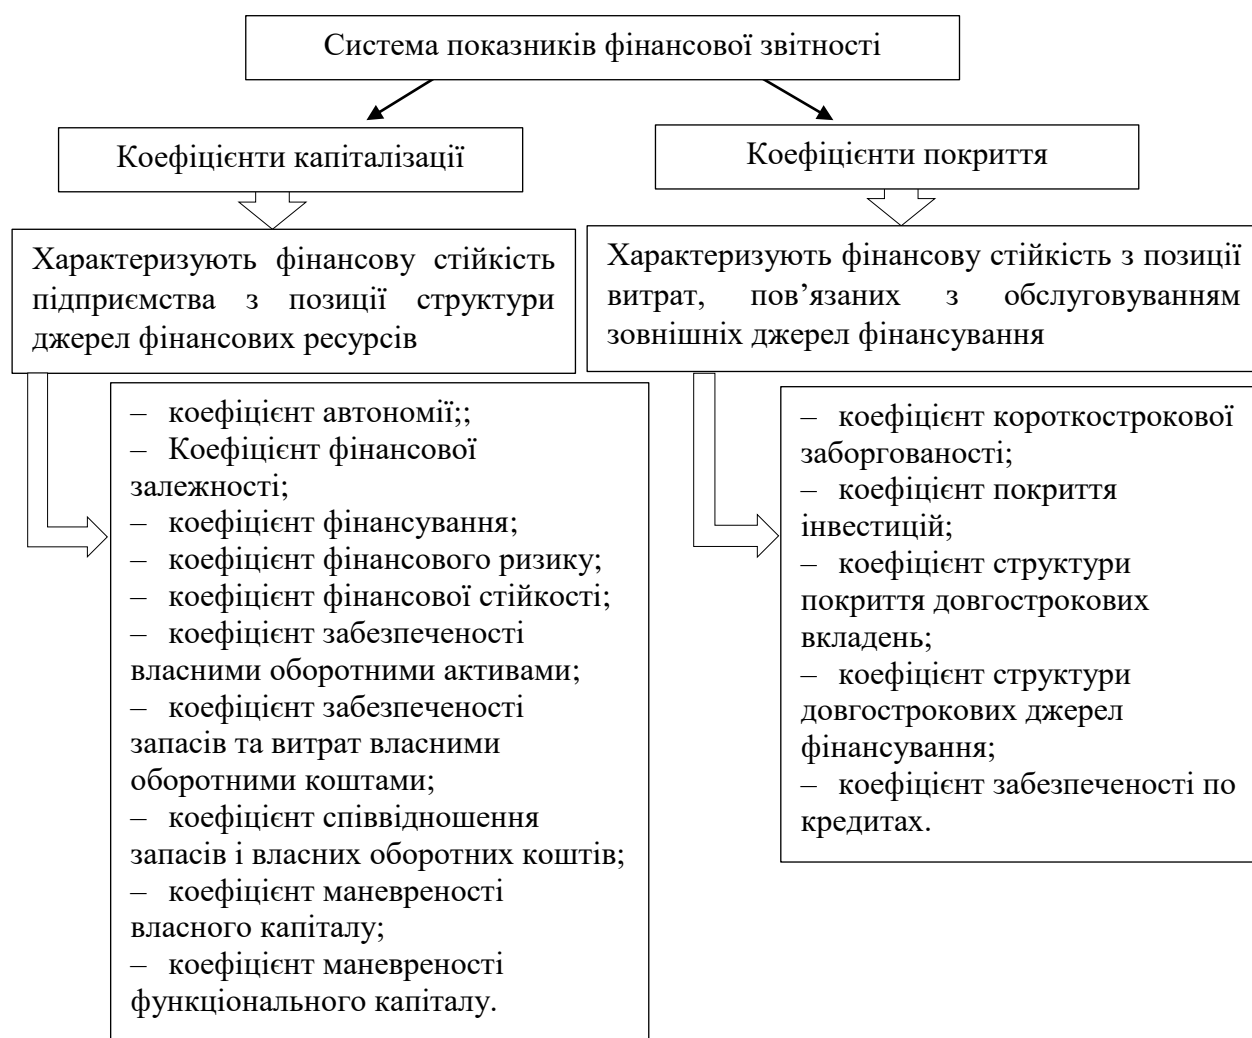 Система показників фінансової звітності
Коефіцієнти капіталізації
Коефіцієнти покриття
Характеризують фінансову стійкість
підприємства з позиції структури
джерел фінансових ресурсів
Характеризують фінансову стійкість з позиції
витрат, пов’язаних з обслуговуванням
зовнішніх джерел фінансування
– коефіцієнт автономії;;
– Коефіцієнт фінансової
залежності;
– коефіцієнт фінансування;
– коефіцієнт фінансового ризику;
– коефіцієнт фінансової стійкості;
– коефіцієнт забезпеченості
власними оборотними активами;
– коефіцієнт забезпеченості
запасів та витрат власними
оборотними коштами;
– коефіцієнт співвідношення
запасів і власних оборотних коштів;
– коефіцієнт маневреності
власного капіталу;
– коефіцієнт маневреності
функціонального капіталу.
– коефіцієнт короткострокової
заборгованості;
– коефіцієнт покриття
інвестицій;
– коефіцієнт структури
покриття довгострокових
вкладень;
– коефіцієнт структури
довгострокових джерел
фінансування;
– коефіцієнт забезпеченості по
кредитах.